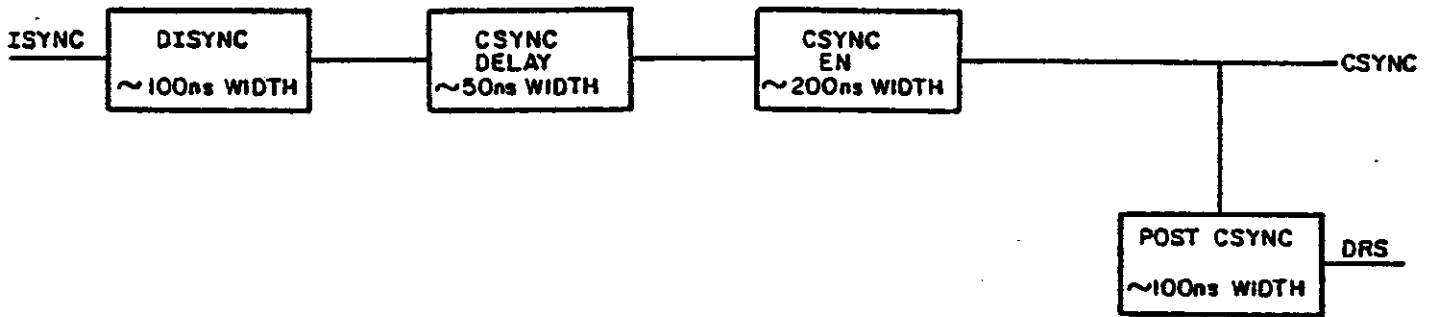 ISYNC
DISYNC
~100ns WIDTH
CSYNC
DELAY
~50ns WIDTH
CSYNC
EN
~200ns WIDTH
CSYNC
POST CSYNC
~100ns WIDTH
DRS